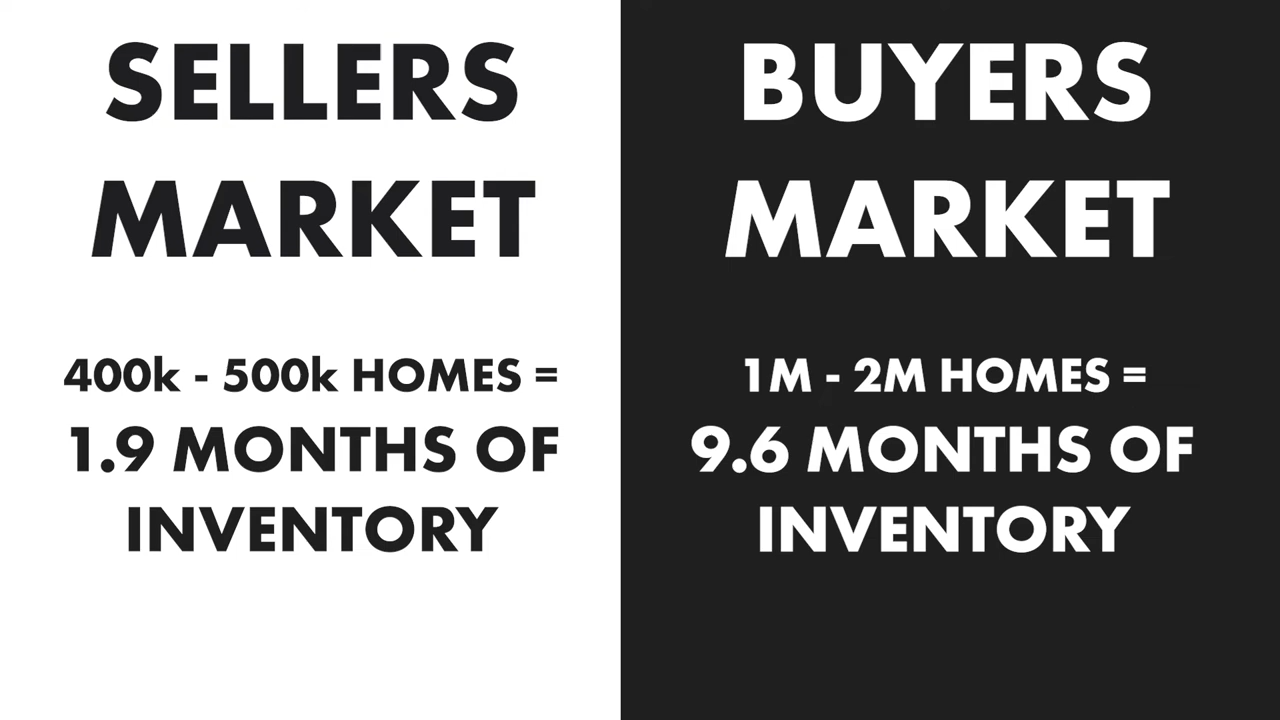 SELLERS
MARKET
400k - 500k HOMES =
1.9 MONTHS OF
INVENTORY
BUYERS
MARKET
1M - 2M HOMES =
9.6 MONTHS OF
INVENTORY